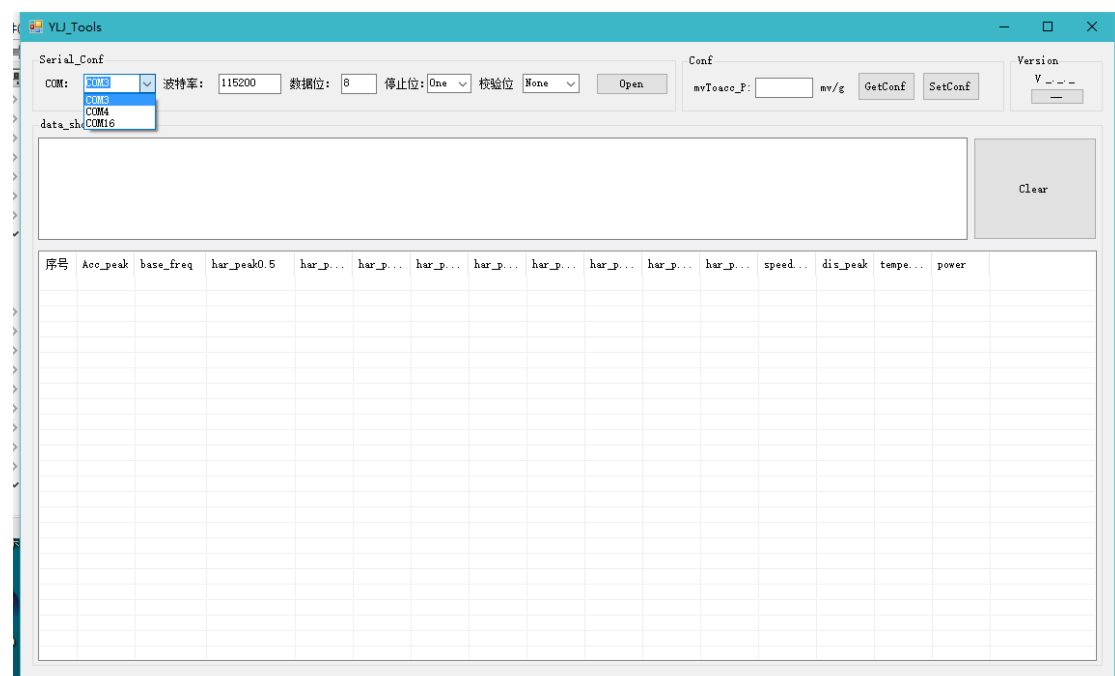 YLJ_Tools
Serial_Conf
COM: COM3 波特率: 115200 数据位: 8 停止位: One 校验位 None Open
COM3
COM4
COM16
Conf
mvToacc_P: mv/g GetConf SetConf
Version
V _._._
—
data_sh
Clear
序号 Acc_peak base_freq har_peak0.5 har_p... har_p... har_p... har_p... har_p... har_p... har_p... har_p... speed... dis_peak tempe... power